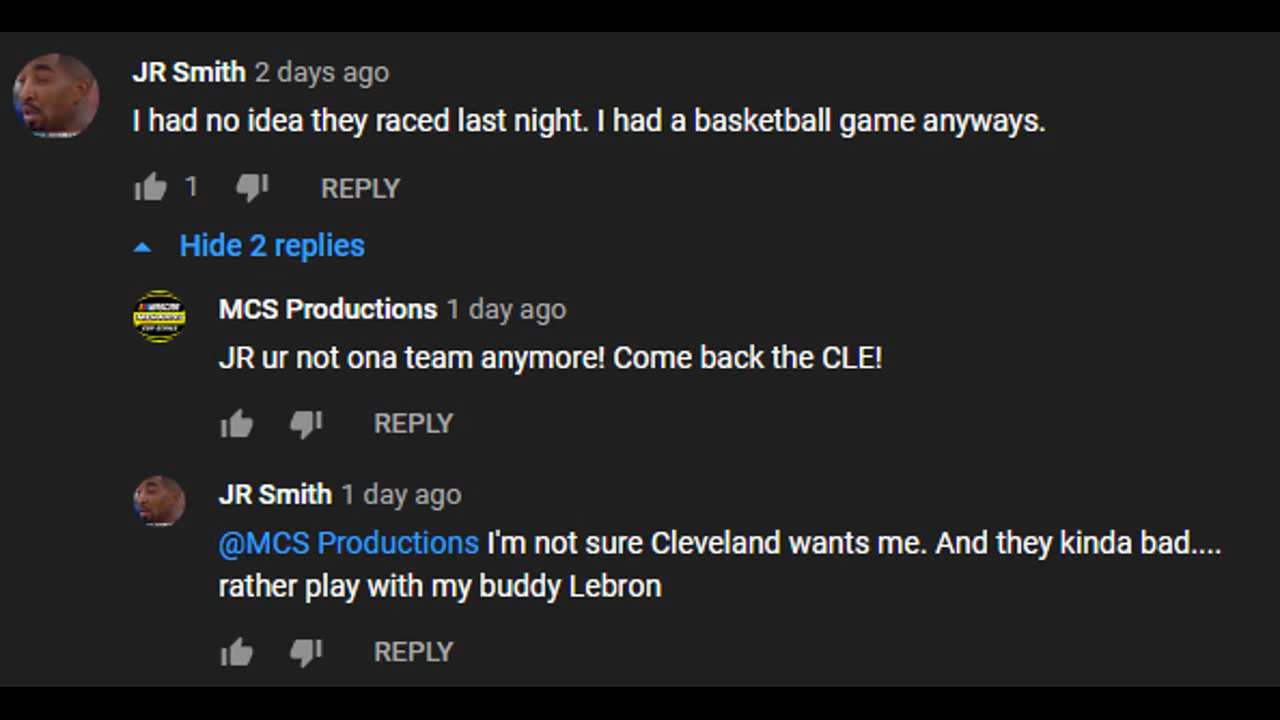 JR Smith 2 days ago
I had no idea they raced last night. I had a basketball game anyways.
1 REPLY
Hide 2 replies
MCS Productions 1 day ago
JR ur not ona team anymore! Come back the CLE!
REPLY
JR Smith 1 day ago
@MCS Productions I'm not sure Cleveland wants me. And they kinda bad....
rather play with my buddy Lebron
REPLY